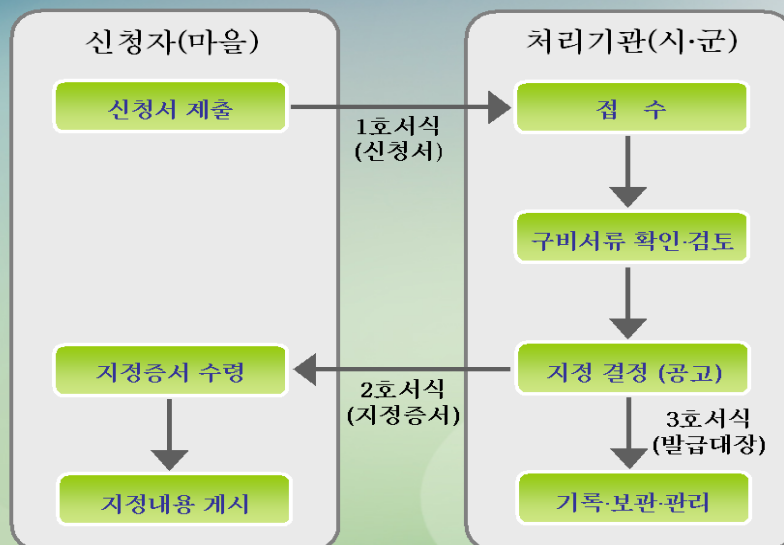 신청자(마을)
처리기관(시·군)
신청서 제출
1호서식
(신청서)
접 수
구비서류 확인·검토
지정증서 수령
2호서식
(지정증서)
지정 결정 (공고)
3호서식
(발급대장)
지정내용 게시
기록·보관·관리